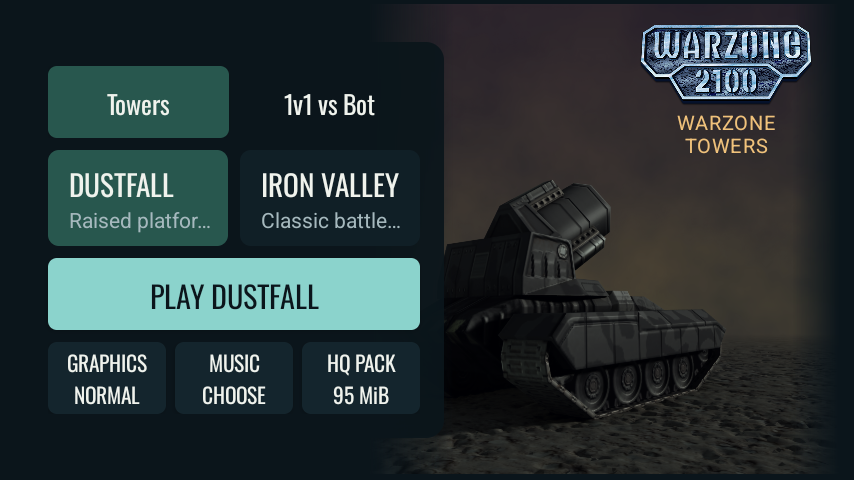 Towers
1v1 vs Bot
DUSTFALL
Raised platfor...
IRON VALLEY
Classic battle...
PLAY DUSTFALL
GRAPHICS
NORMAL
MUSIC
CHOOSE
HQ PACK
95 MiB
WARZONE
2100
WARZONE
TOWERS